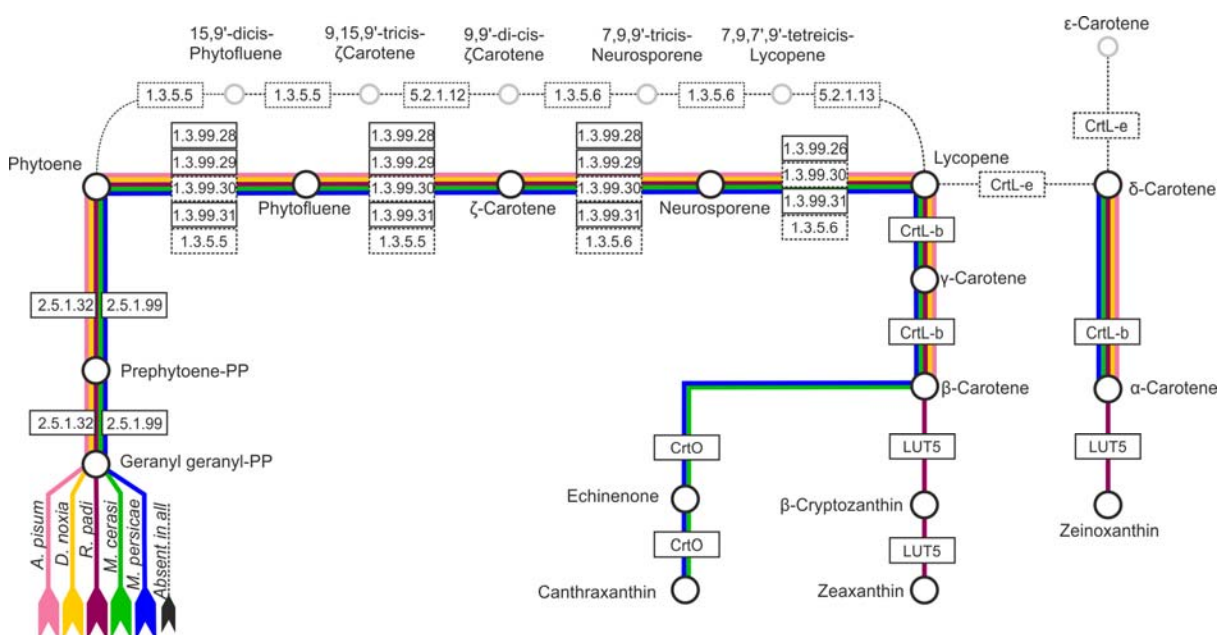 15,9'-dicis-
Phytofluene
9,15,9'-tricis-
ζCarotene
9,9'-di-cis-
ζCarotene
7,9,9'-tricis-
Neurosporene
7,9,7',9'-tetreicis-
Lycopene
ε-Carotene
1.3.5.5
1.3.5.5
5.2.1.12
1.3.5.6
1.3.5.6
5.2.1.13
CrtL-e
Phytoene
1.3.99.28
1.3.99.29
1.3.99.30
1.3.99.31
1.3.5.5
Phytofluene
1.3.99.28
1.3.99.29
1.3.99.30
1.3.99.31
1.3.5.5
ζ-Carotene
1.3.99.28
1.3.99.29
1.3.99.30
1.3.99.31
1.3.5.6
Neurosporene
1.3.99.26
1.3.99.30
1.3.99.31
1.3.5.6
Lycopene
CrtL-e
δ-Carotene
CrtL-b
γ-Carotene
CrtL-b
β-Carotene
CrtL-b
α-Carotene
2.5.1.32
2.5.1.99
Prephytoene-PP
2.5.1.32
2.5.1.99
Geranyl geranyl-PP
CrtO
Echinenone
CrtO
Canthraxanthin
LUT5
β-Cryptozanthin
LUT5
Zeaxanthin
LUT5
Zeinoxanthin
A. pisum
D. noxia
R. padi
M. cerasi
M. persicae
Absent in all